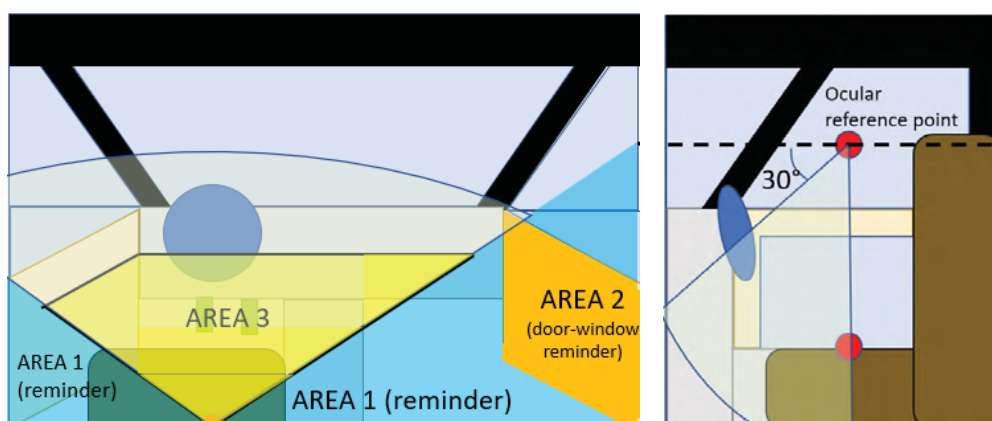 AREA 3
AREA 1
(reminder)
AREA 1 (reminder)
AREA 2
(door-window
reminder)
Ocular
reference point
30°